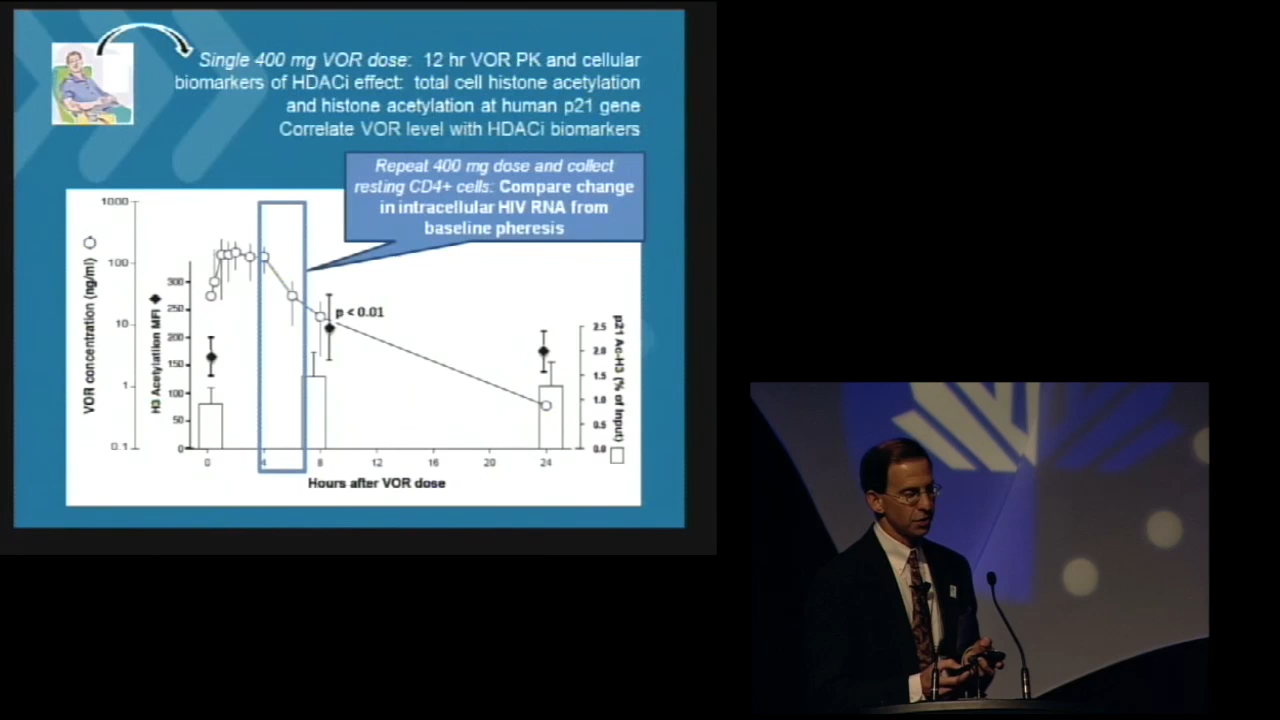 Single 400 mg VOR dose: 12 hr VOR PK and cellular
biomarkers of HDACi effect: total cell histone acetylation
and histone acetylation at human p21 gene
Correlate VOR level with HDACi biomarkers
Repeat 400 mg dose and collect
resting CD4+ cells: Compare change
in intracellular HIV RNA from
baseline pheresis
VOR concentration (ng/ml)
1000
100
10
1
0.1
H3 Acetylation MFI
300
250
200
150
100
50
0
p < 0.01
p21 Ac-H3 (% of Input)
2.5
2.0
1.5
1.0
0.5
0.0
0 4 8 12 16 20 24
Hours after VOR dose